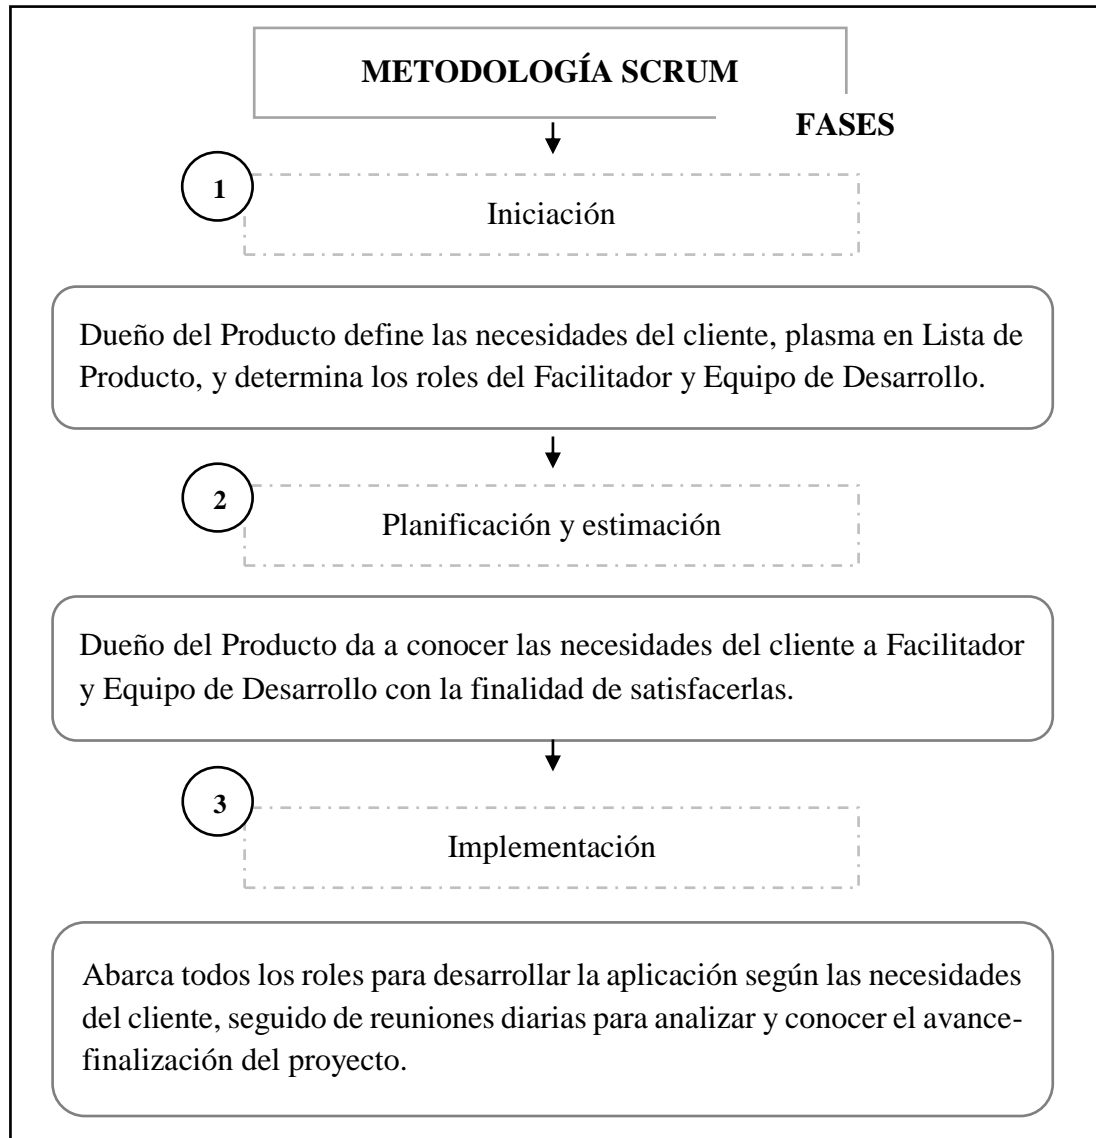 METODOLOGÍA SCRUM
FASES
1
Iniciación
Dueño del Producto define las necesidades del cliente, plasma en Lista de
Producto, y determina los roles del Facilitador y Equipo de Desarrollo.
2
Planificación y estimación
Dueño del Producto da a conocer las necesidades del cliente a Facilitador
y Equipo de Desarrollo con la finalidad de satisfacerlas.
3
Implementación
Abarca todos los roles para desarrollar la aplicación según las necesidades
del cliente, seguido de reuniones diarias para analizar y conocer el avance-
finalización del proyecto.